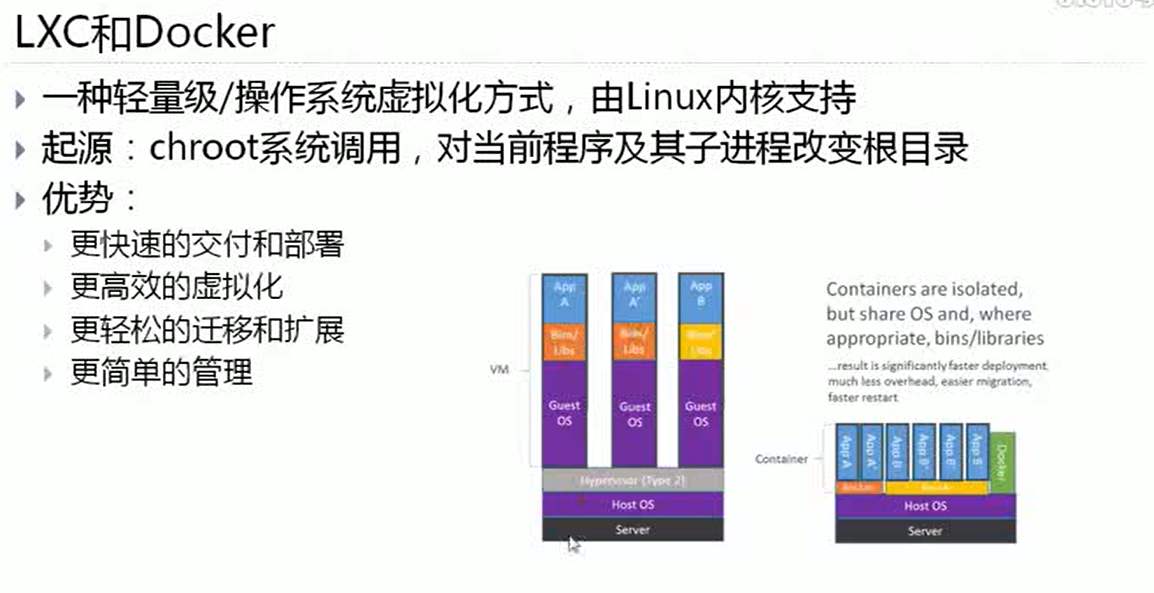 LXC和Docker
一种轻量级/操作系统虚拟化方式，由Linux内核支持
起源：chroot系统调用，对当前程序及其子进程改变根目录
优势：
更快速的交付和部署
更高效的虚拟化
更轻松的迁移和扩展
更简单的管理
VM
App A
Bins/ Libs
Guest OS
App A'
Bins/ Libs
Guest OS
App B
Bins/ Libs
Guest OS
Hypervisor (Type 2)
Host OS
Server
Containers are isolated,
but share OS and, where
appropriate, bins/libraries
...result is significantly faster deployment,
much less overhead, easier migration,
faster restart
Container
App A
App A'
App B
App B'
App B
App B
Docker
Host OS
Server